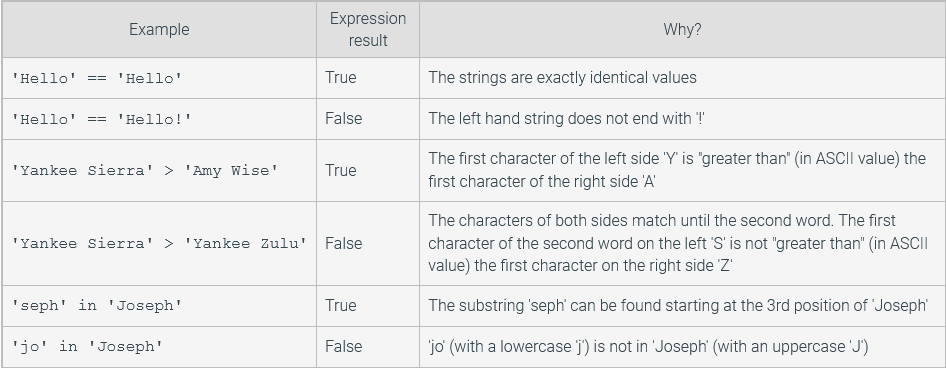 Example
Expression
result
Why?
'Hello' == 'Hello'
True
The strings are exactly identical values
'Hello' == 'Hello!'
False
The left hand string does not end with '!'
'Yankee Sierra' > 'Amy Wise'
True
The first character of the left side 'Y' is "greater than" (in ASCII value) the
first character of the right side 'A'
'Yankee Sierra' > 'Yankee Zulu'
False
The characters of both sides match until the second word. The first
character of the second word on the left 'S' is not "greater than" (in ASCII
value) the first character on the right side 'Z'
'seph' in 'Joseph'
True
The substring 'seph' can be found starting at the 3rd position of 'Joseph'
'jo' in 'Joseph'
False
'jo' (with a lowercase 'j') is not in 'Joseph' (with an uppercase 'J')